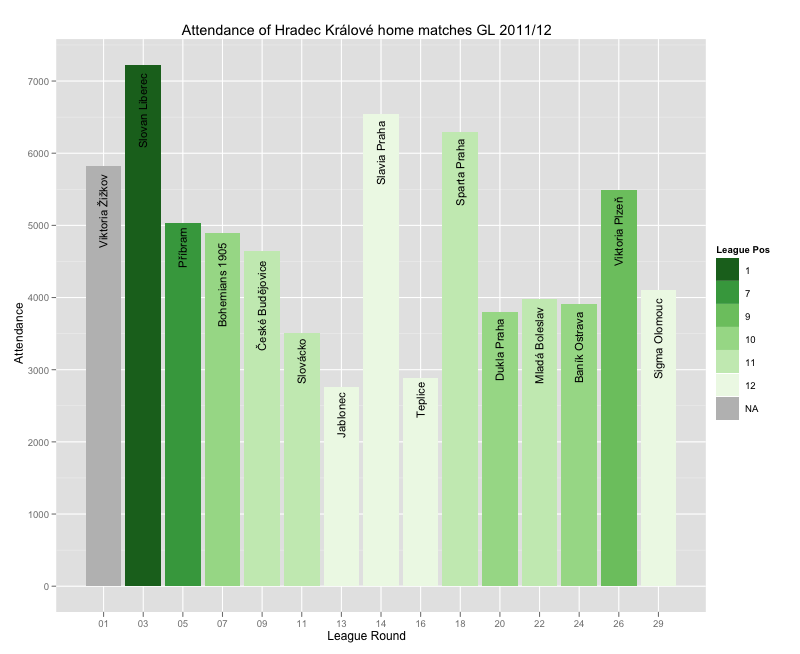 Attendance of Hradec Králové home matches GL 2011/12
Attendance
7000
6000
5000
4000
3000
2000
1000
0
Viktoria Žižkov
Slovan Liberec
Příbram
Bohemians 1905
České Budějovice
Slovácko
Jablonec
Slavia Praha
Teplice
Sparta Praha
Dukla Praha
Mladá Boleslav
Baník Ostrava
Viktoria Plzeň
Sigma Olomouc
01 03 05 07 09 11 13 14 16 18 20 22 24 26 29
League Round
League Pos
1
7
9
10
11
12
NA